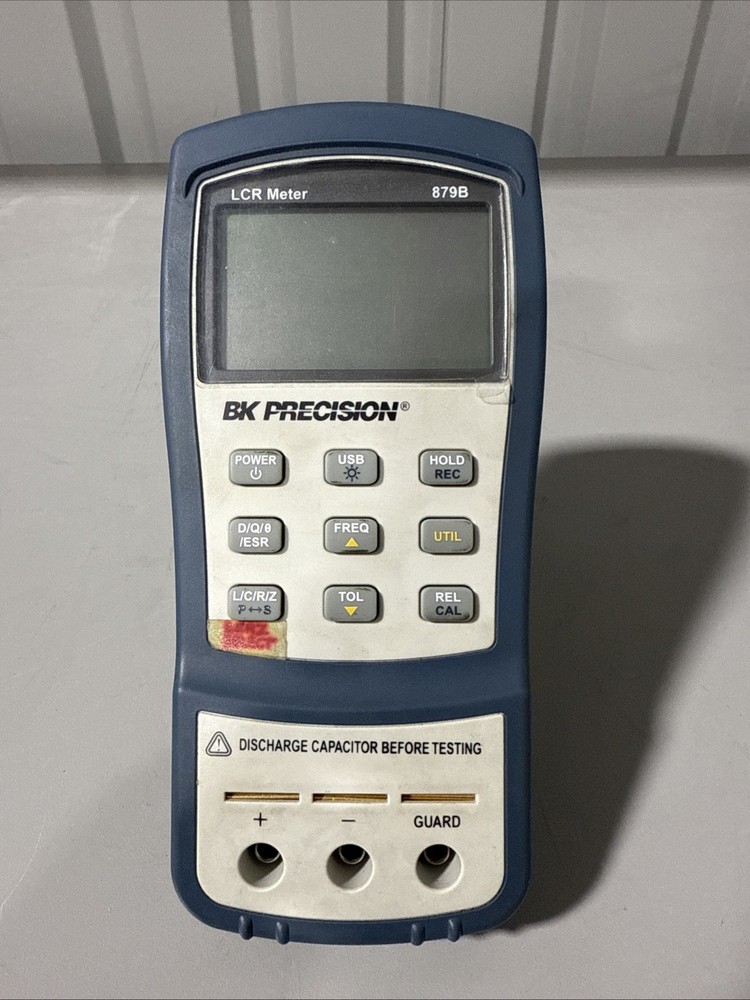 LCR Meter 879B
BK PRECISION®
POWER USB HOLD
REC
D/Q/θ FREQ UTIL
/ESR
L/C/R/Z TOL REL
P↔S CAL
⚠ DISCHARGE CAPACITOR BEFORE TESTING
+ − GUARD